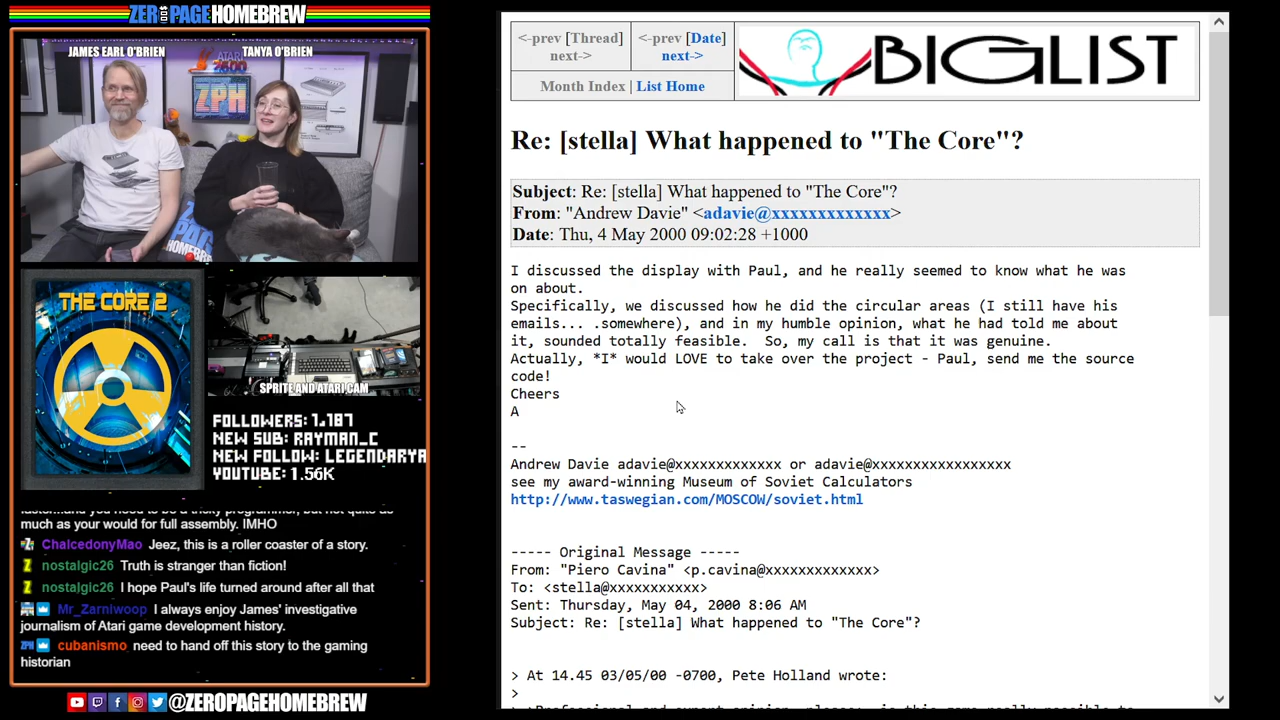 ZEROPAGEHOMEBREW
JAMES EARL O'BRIEN
TANYA O'BRIEN
ATARI
2600
ZPH
THE CORE 2
SPRITE AND ATARI CAM
FOLLOWERS: 1,187
NEW SUB: RAYMAN_C
NEW FOLLOW: LEGENDARYA
YOUTUBE: 1.56K
faster...and you need to be a tricky programmer, but not quite as
much as your would for full assembly. IMHO
ChalcedonyMao Jeez, this is a roller coaster of a story.
nostalgic26 Truth is stranger than fiction!
nostalgic26 I hope Paul's life turned around after all that
Mr_Zarniwoop I always enjoy James' investigative
journalism of Atari game development history.
cubanismo need to hand off this story to the gaming
historian
@ZEROPAGEHOMEBREW
<-prev [Thread]
next->
<-prev [Date]
next->
Month Index | List Home
BIGLIST
Re: [stella] What happened to "The Core"?
Subject: Re: [stella] What happened to "The Core"?
From: "Andrew Davie" <adavie@xxxxxxxxxxxxx>
Date: Thu, 4 May 2000 09:02:28 +1000
I discussed the display with Paul, and he really seemed to know what he was
on about.
Specifically, we discussed how he did the circular areas (I still have his
emails... .somewhere), and in my humble opinion, what he had told me about
it, sounded totally feasible.  So, my call is that it was genuine.
Actually, *I* would LOVE to take over the project - Paul, send me the source
code!
Cheers
A
--
Andrew Davie adavie@xxxxxxxxxxxxx or adavie@xxxxxxxxxxxxxxxxx
see my award-winning Museum of Soviet Calculators
http://www.taswegian.com/MOSCOW/soviet.html
----- Original Message -----
From: "Piero Cavina" <p.cavina@xxxxxxxxxxxxx>
To: <stella@xxxxxxxxxxx>
Sent: Thursday, May 04, 2000 8:06 AM
Subject: Re: [stella] What happened to "The Core"?
> At 14.45 03/05/00 -0700, Pete Holland wrote:
>